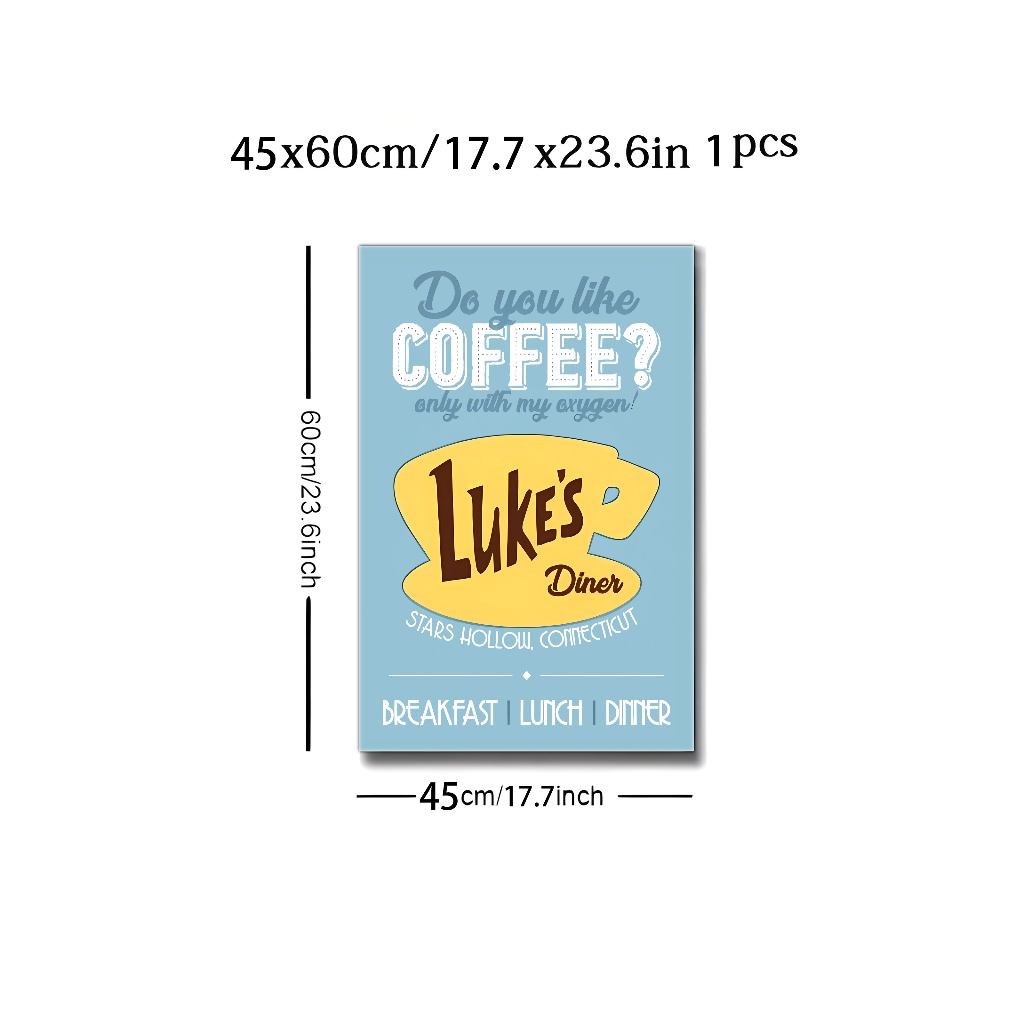 45x60cm/17.7 x23.6in 1pcs
60cm/23.6inch
Do you like
COFFEE?
only with my oxygen!
LUKE'S
Diner
STARS HOLLOW, CONNECTICUT
BREAKFAST | LUNCH | DINNER
45cm/17.7inch